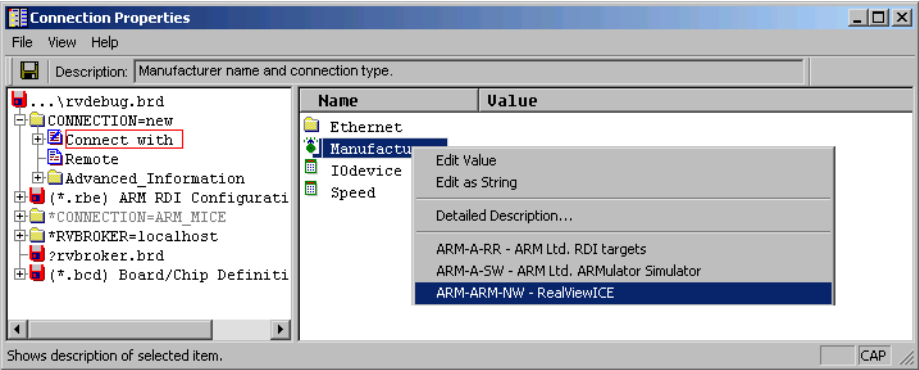 Connection Properties
File View Help
Description: Manufacturer name and connection type.
...\rvdebug.brd
CONNECTION=new
Connect with
Remote
Advanced_Information
(*.rbe) ARM RDI Configurati
*CONNECTION=ARM_MICE
*RVBROKER=localhost
?rvbroker.brd
(*.bcd) Board/Chip Definiti
Name Value
Ethernet
Manufactu
IOdevice
Speed
Edit Value
Edit as String
Detailed Description...
ARM-A-RR - ARM Ltd. RDI targets
ARM-A-SW - ARM Ltd. ARMulator Simulator
ARM-ARM-NW - RealViewICE
Shows description of selected item.
CAP